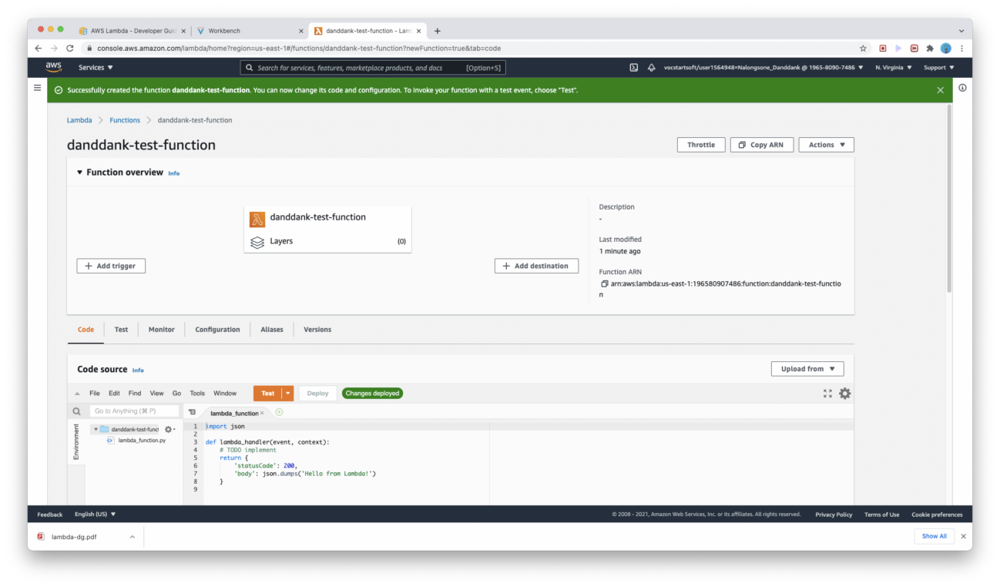 AWS Lambda - Developer Guid
Workbench
danddank-test-function - Lam
console.aws.amazon.com/lambda/home?region=us-east-1#/functions/danddank-test-function?newFunction=true&tab=code
aws Services ▼ Search for services, features, marketplace products, and docs [Option+S] vocstartsoft/user1564948=Nalongsone_Danddank @ 1965-8090-7486 ▼ N. Virginia ▼ Support ▼
Successfully created the function danddank-test-function. You can now change its code and configuration. To invoke your function with a test event, choose "Test".
Lambda > Functions > danddank-test-function
danddank-test-function
Throttle
Copy ARN
Actions ▼
▼ Function overview Info
danddank-test-function
Layers (0)
+ Add trigger
+ Add destination
Description
-
Last modified
1 minute ago
Function ARN
arn:aws:lambda:us-east-1:196580907486:function:danddank-test-functio
n
Code Test Monitor Configuration Aliases Versions
Code source Info
Upload from ▼
File Edit Find View Go Tools Window Test Deploy Changes deployed
Go to Anything (⌘ P)
lambda_function ×
Environment
danddank-test-funct
lambda_function.py
1 import json
2
3 def lambda_handler(event, context):
4 # TODO implement
5 return {
6 'statusCode': 200,
7 'body': json.dumps('Hello from Lambda!')
8 }
9
Feedback English (US) ▼ © 2008 - 2021, Amazon Web Services, Inc. or its affiliates. All rights reserved. Privacy Policy Terms of Use Cookie preferences
lambda-dg.pdf
Show All